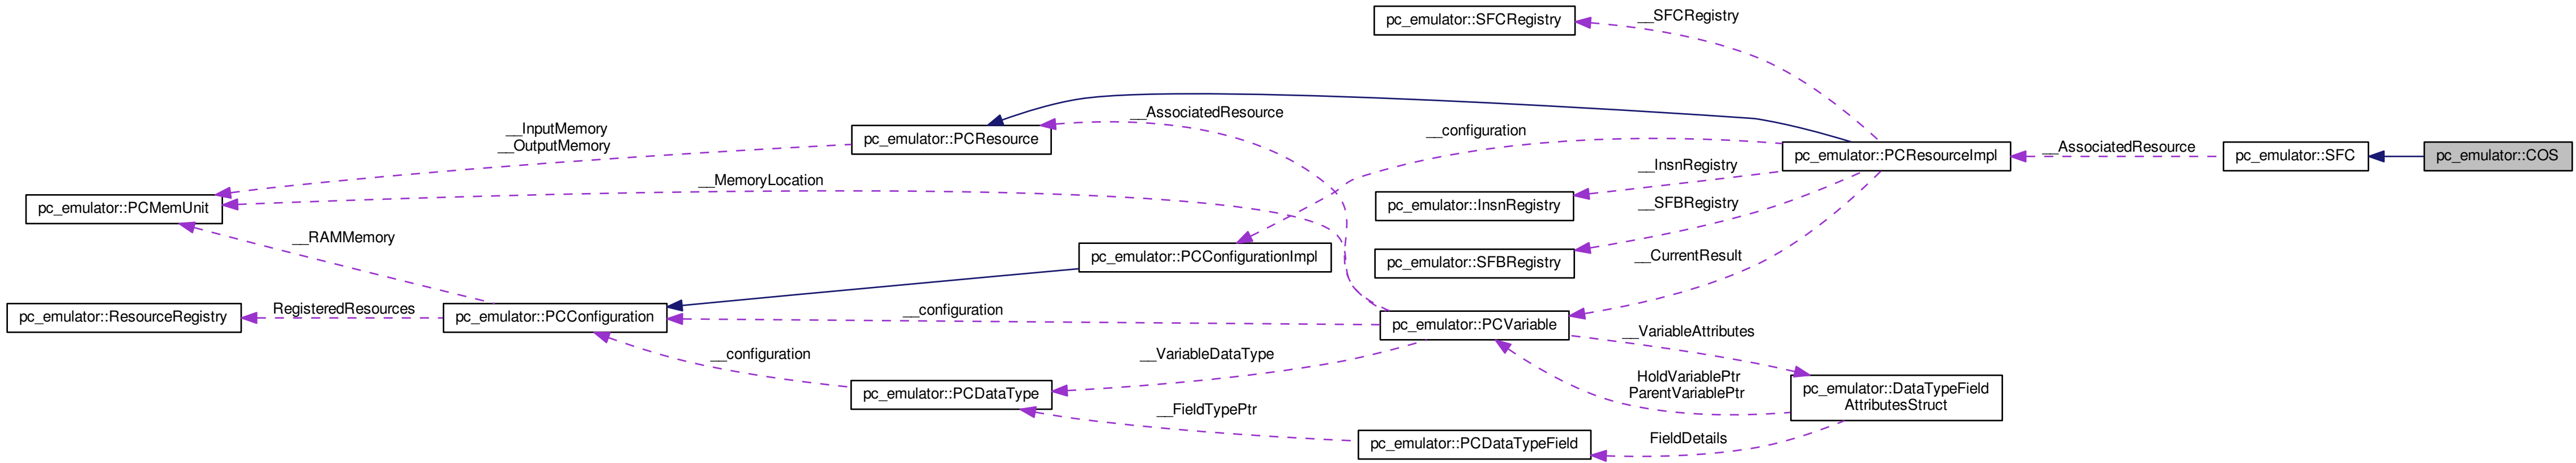 pc_emulator::SFCRegistry
__SFCRegistry
__AssociatedResource
__InputMemory
__OutputMemory
pc_emulator::PCResource
__configuration
pc_emulator::PCResourceImpl
__AssociatedResource
pc_emulator::SFC
pc_emulator::COS
__InsnRegistry
__MemoryLocation
pc_emulator::PCMemUnit
pc_emulator::InsnRegistry
__SFBRegistry
__RAMMemory
pc_emulator::PCConfigurationImpl
pc_emulator::SFBRegistry
__CurrentResult
RegisteredResources
pc_emulator::ResourceRegistry
pc_emulator::PCConfiguration
__configuration
pc_emulator::PCVariable
__VariableAttributes
__configuration
__VariableDataType
HoldVariablePtr
ParentVariablePtr
pc_emulator::DataTypeField
AttributesStruct
pc_emulator::PCDataType
__FieldTypePtr
pc_emulator::PCDataTypeField
FieldDetails